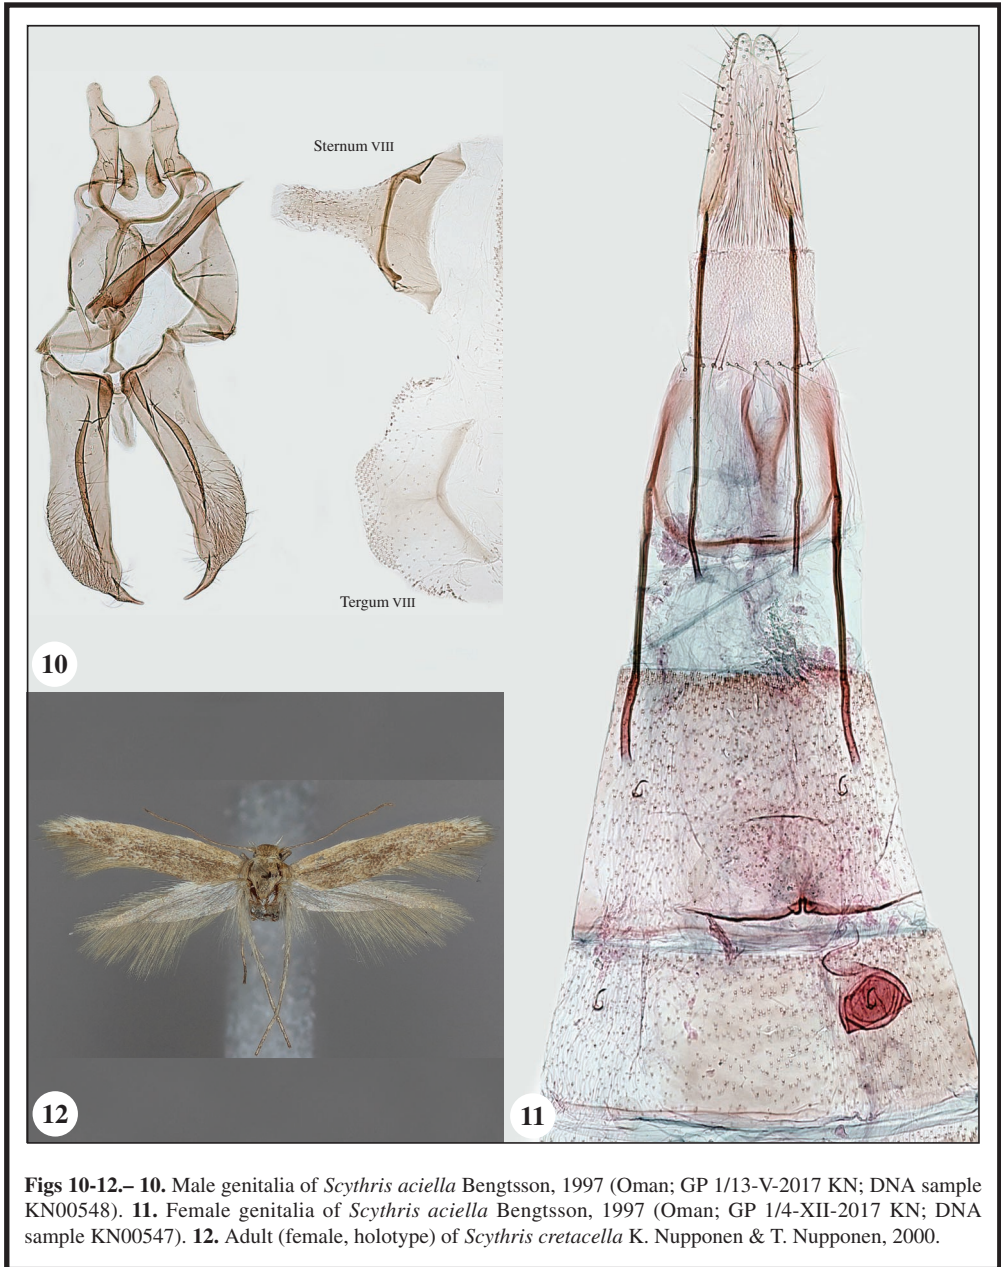 Sternum VIII
Tergum VIII
10
12
11
Figs 10-12.– 10. Male genitalia of Scythris aciella Bengtsson, 1997 (Oman; GP 1/13-V-2017 KN; DNA sample
KN00548). 11. Female genitalia of Scythris aciella Bengtsson, 1997 (Oman; GP 1/4-XII-2017 KN; DNA
sample KN00547). 12. Adult (female, holotype) of Scythris cretacella K. Nupponen & T. Nupponen, 2000.